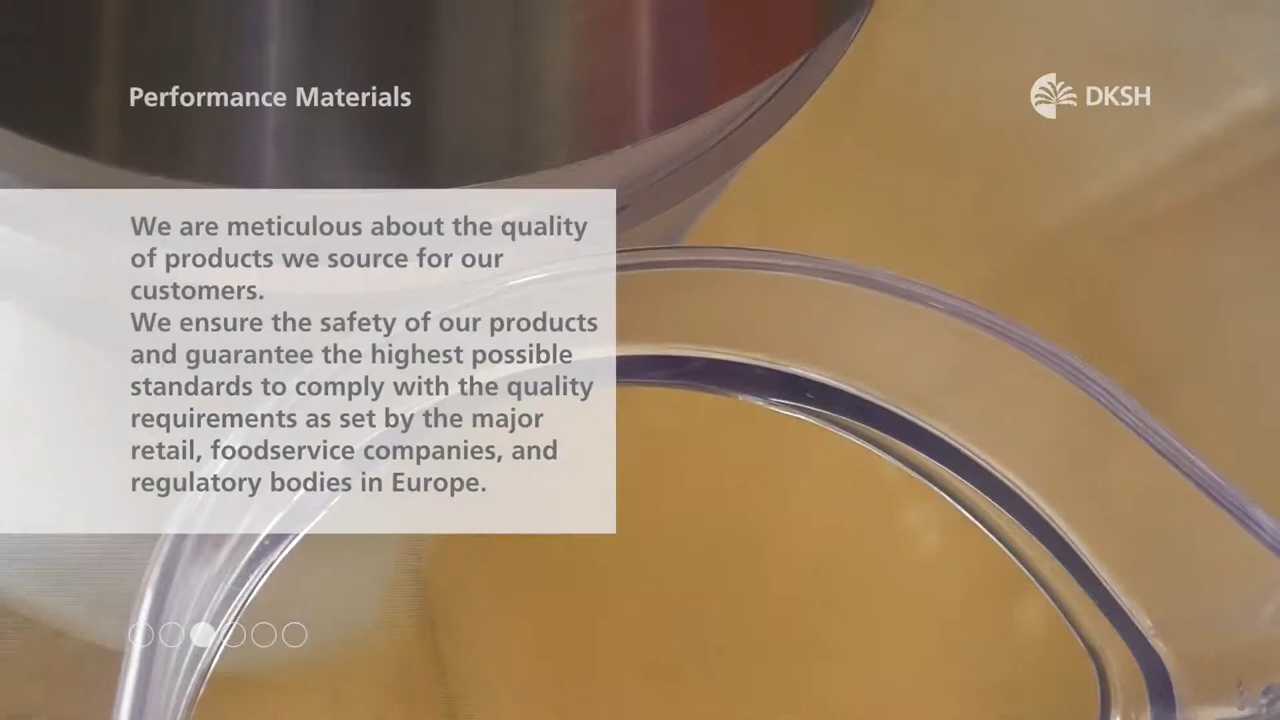 Performance Materials
DKSH
We are meticulous about the quality
of products we source for our
customers.
We ensure the safety of our products
and guarantee the highest possible
standards to comply with the quality
requirements as set by the major
retail, foodservice companies, and
regulatory bodies in Europe.